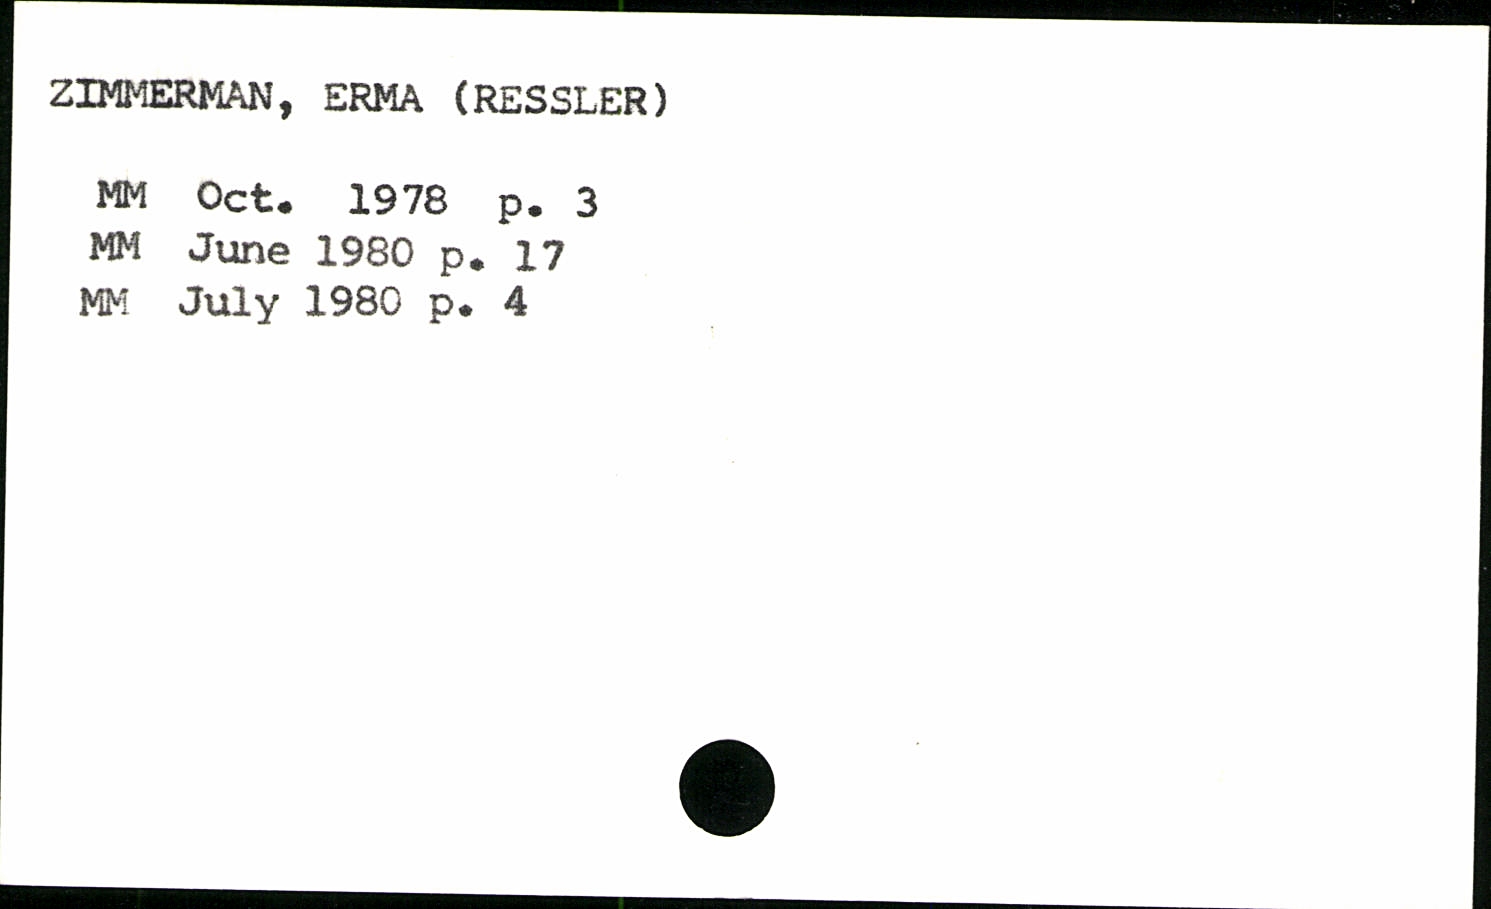 ZIMMERMAN, ERMA (RESSLER)
MM Oct. 1978 p. 3
MM June 1980 p. 17
MM July 1980 p. 4